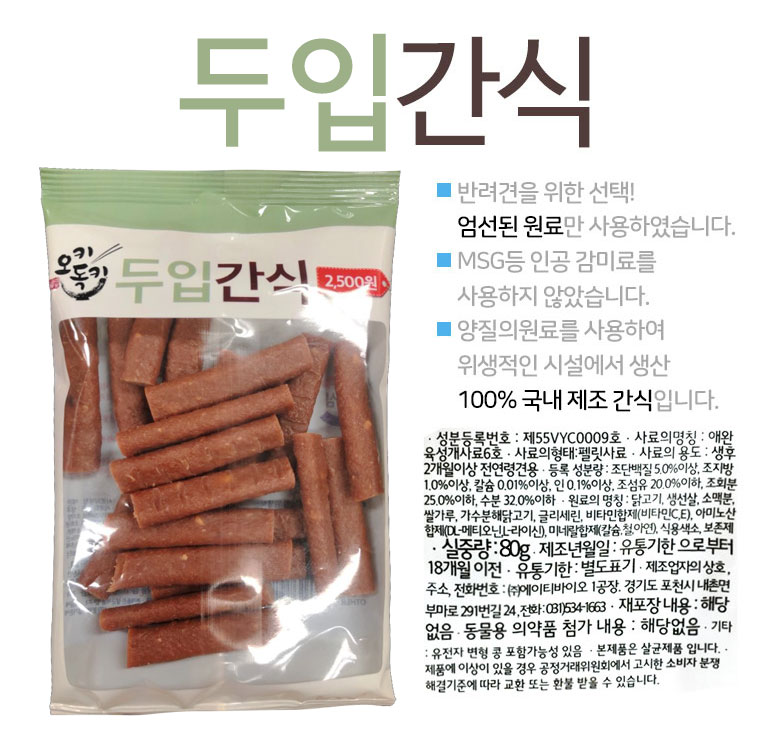 두입간식
반려견을 위한 선택!
엄선된 원료만 사용하였습니다.
MSG등 인공 감미료를
사용하지 않았습니다.
양질의원료를 사용하여
위생적인 시설에서 생산
100% 국내 제조 간식입니다.
오키
독키
두입간식
2,500원
· 성분등록번호 : 제55VYC0009호 · 사료의명칭 : 애완
육성개사료6호 · 사료의형태:펠릿사료 · 사료의 용도 : 생후
2개월이상 전연령견용 · 등록 성분량 : 조단백질 5.0%이상, 조지방
1.0%이상, 칼슘 0.01%이상, 인 0.1%이상, 조섬유 20.0%이하, 조회분
25.0%이하, 수분 32.0%이하 · 원료의 명칭 : 닭고기, 생선살, 소맥분,
쌀가루, 가수분해닭고기, 글리세린, 비타민합제(비타민C,E), 아미노산
합제(DL-메티오닌,L-라이신), 미네랄합제(칼슘,철,아연), 식용색소, 보존제
· 실중량 : 80g · 제조년월일 : 유통기한 으로부터
18개월 이전 · 유통기한 : 별도표기 · 제조업자의 상호,
주소, 전화번호 : (주)에이티바이오 1공장, 경기도 포천시 내촌면
부마로 291번길 24, 전화: 031)534-1663 · 재포장 내용 : 해당
없음 · 동물용 의약품 첨가 내용 : 해당없음 · 기타
: 유전자 변형 콩 포함가능성 있음 · 본제품은 살균제품 입니다. ·
제품에 이상이 있을 경우 공정거래위원회에서 고시한 소비자 분쟁
해결기준에 따라 교환 또는 환불 받을 수 있습니다.